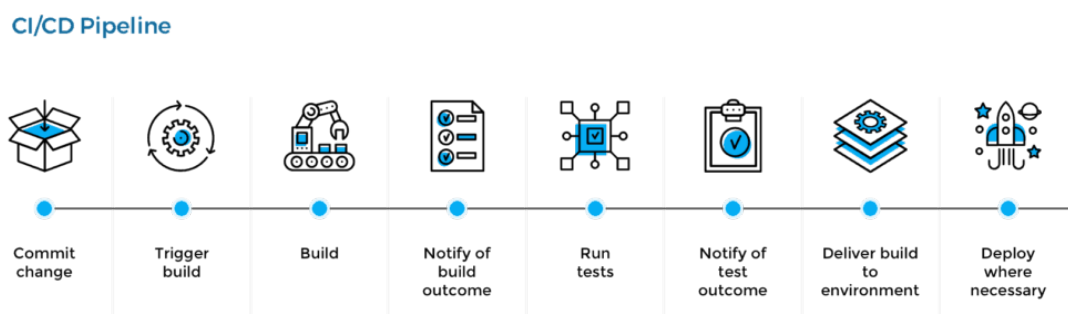 CI/CD Pipeline
Commit
change
Trigger
build
Build
Notify of
build
outcome
Run
tests
Notify of
test
outcome
Deliver build
to
environment
Deploy
where
necessary